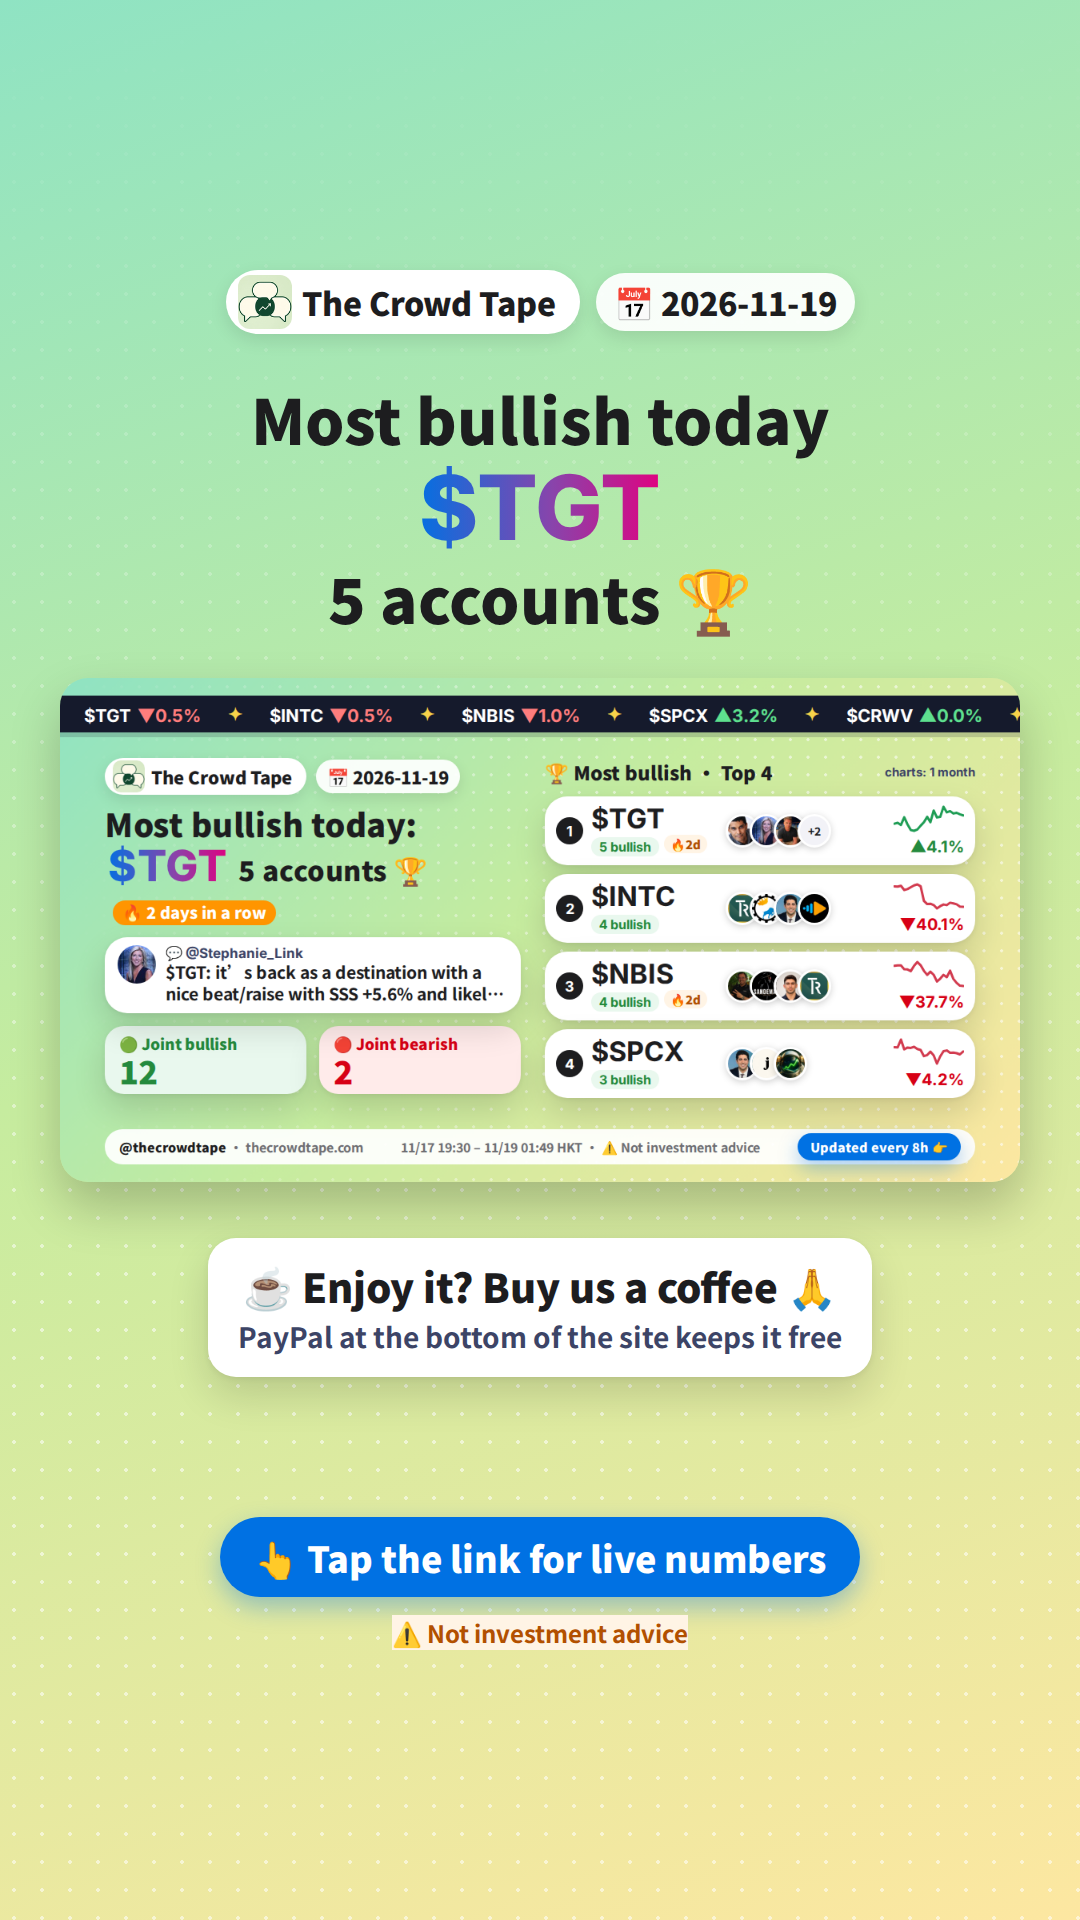 The Crowd Tape
📅 2026-11-19
Most bullish today
$TGT
5 accounts 🏆
$TGT ▼0.5% ✦ $INTC ▼0.5% ✦ $NBIS ▼1.0% ✦ $SPCX ▲3.2% ✦ $CRWV ▲0.0% ✦
The Crowd Tape
📅 2026-11-19
Most bullish today:
$TGT 5 accounts 🏆
🔥 2 days in a row
💬 @Stephanie_Link
$TGT: it’s back as a destination with a
nice beat/raise with SSS +5.6% and likel…
🟢 Joint bullish
12
🔴 Joint bearish
2
🏆 Most bullish • Top 4
charts: 1 month
1 $TGT
5 bullish 🔥2d
+2
▲4.1%
2 $INTC
4 bullish
▼40.1%
3 $NBIS
4 bullish 🔥2d
▼37.7%
4 $SPCX
3 bullish
▼4.2%
@thecrowdtape • thecrowdtape.com
11/17 19:30 – 11/19 01:49 HKT • ⚠️ Not investment advice
Updated every 8h 👉
☕ Enjoy it? Buy us a coffee 🙏
PayPal at the bottom of the site keeps it free
👆 Tap the link for live numbers
⚠️ Not investment advice